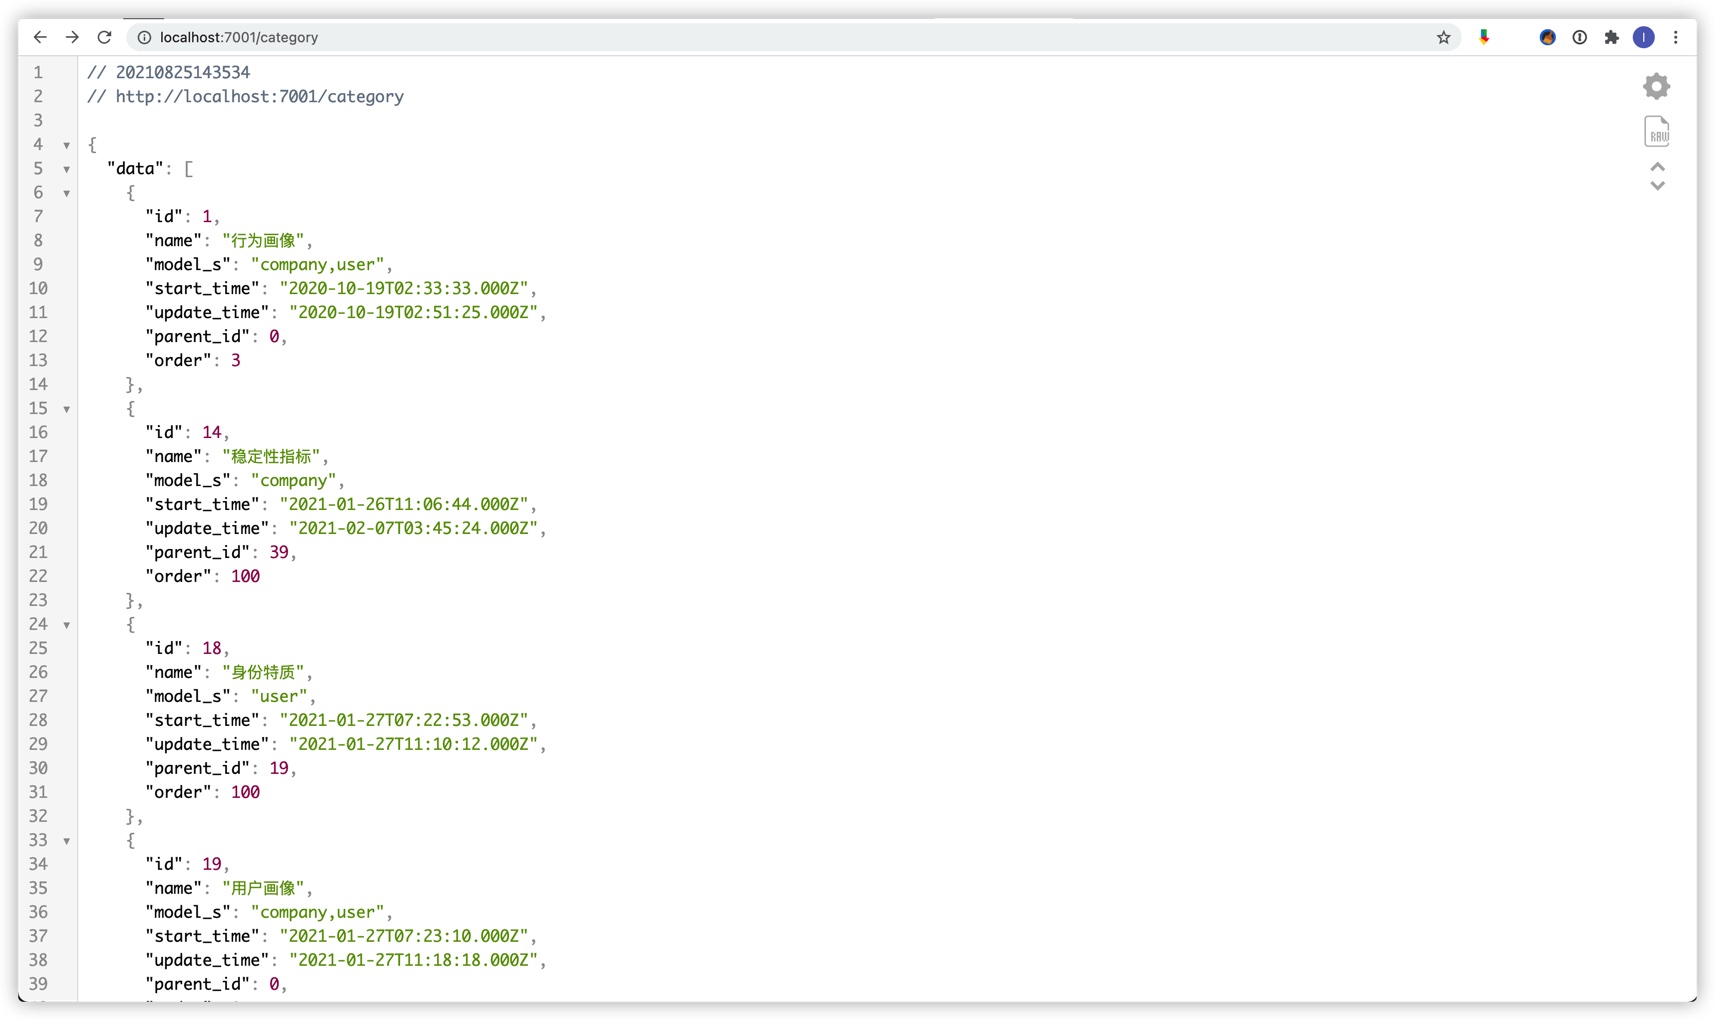 localhost:7001/category
I
1 // 20210825143534
2 // http://localhost:7001/category
3
4 {
5 "data": [
6 {
7 "id": 1,
8 "name": "行为画像",
9 "model_s": "company,user",
10 "start_time": "2020-10-19T02:33:33.000Z",
11 "update_time": "2020-10-19T02:51:25.000Z",
12 "parent_id": 0,
13 "order": 3
14 },
15 {
16 "id": 14,
17 "name": "稳定性指标",
18 "model_s": "company",
19 "start_time": "2021-01-26T11:06:44.000Z",
20 "update_time": "2021-02-07T03:45:24.000Z",
21 "parent_id": 39,
22 "order": 100
23 },
24 {
25 "id": 18,
26 "name": "身份特质",
27 "model_s": "user",
28 "start_time": "2021-01-27T07:22:53.000Z",
29 "update_time": "2021-01-27T11:10:12.000Z",
30 "parent_id": 19,
31 "order": 100
32 },
33 {
34 "id": 19,
35 "name": "用户画像",
36 "model_s": "company,user",
37 "start_time": "2021-01-27T07:23:10.000Z",
38 "update_time": "2021-01-27T11:18:18.000Z",
39 "parent_id": 0,
RAW